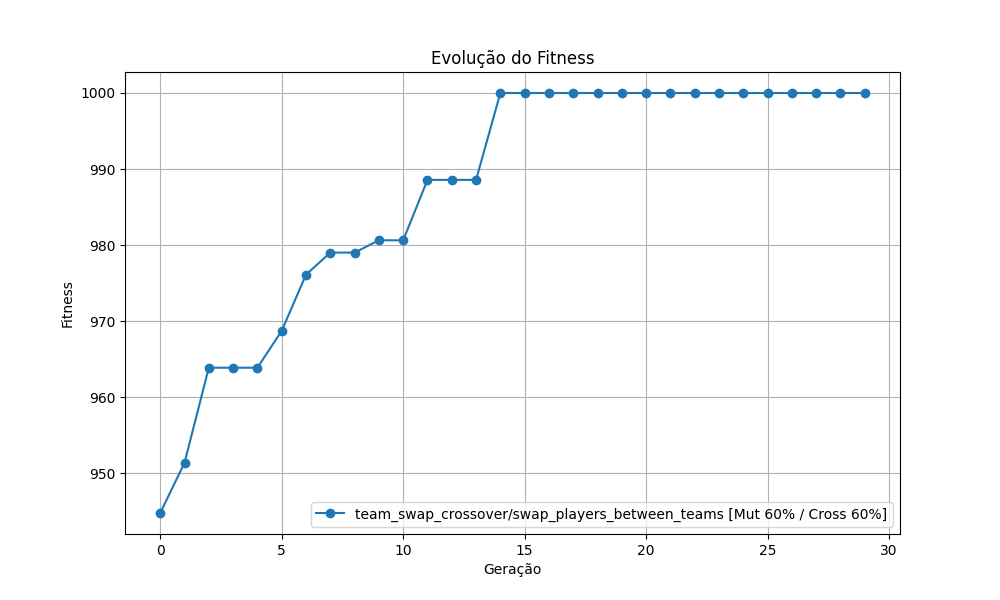 Evolução do Fitness
Fitness
1000
990
980
970
960
950
0 5 10 15 20 25 30
Geração
team_swap_crossover/swap_players_between_teams [Mut 60% / Cross 60%]